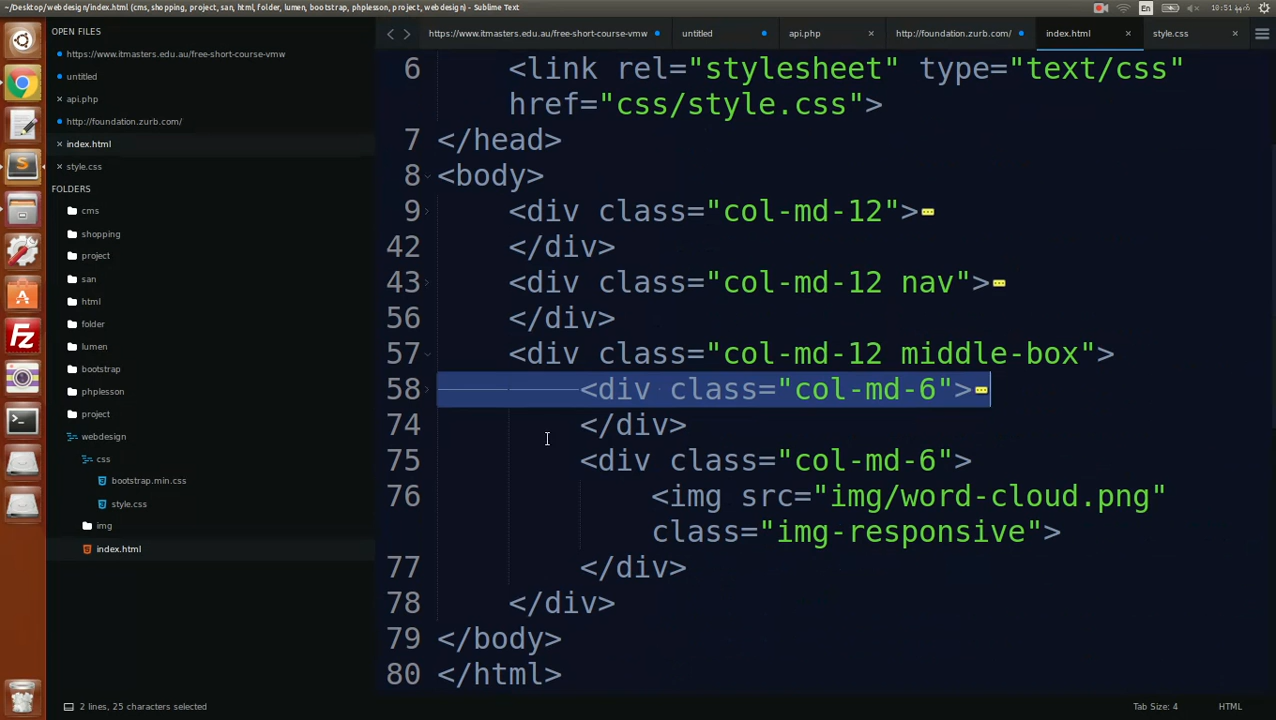 ~/Desktop/webdesign/index.html (cms, shopping, project, san, html, folder, lumen, bootstrap, phplesson, project, webdesign) - Sublime Text
En
OPEN FILES
https://www.itmasters.edu.au/free-short-course-vmw
untitled
api.php
http://foundation.zurb.com/
index.html
style.css
FOLDERS
cms
shopping
project
san
html
folder
lumen
bootstrap
phplesson
project
webdesign
css
bootstrap.min.css
style.css
img
index.html
https://www.itmasters.edu.au/free-short-course-vmw
untitled
api.php
http://foundation.zurb.com/
index.html
style.css
6 <link rel="stylesheet" type="text/css"
href="css/style.css">
7 </head>
8 <body>
9 <div class="col-md-12">
42 </div>
43 <div class="col-md-12 nav">
56 </div>
57 <div class="col-md-12 middle-box">
58 <div class="col-md-6">
74 </div>
75 <div class="col-md-6">
76 <img src="img/word-cloud.png"
class="img-responsive">
77 </div>
78 </div>
79 </body>
80 </html>
2 lines, 25 characters selected
Tab Size: 4
HTML